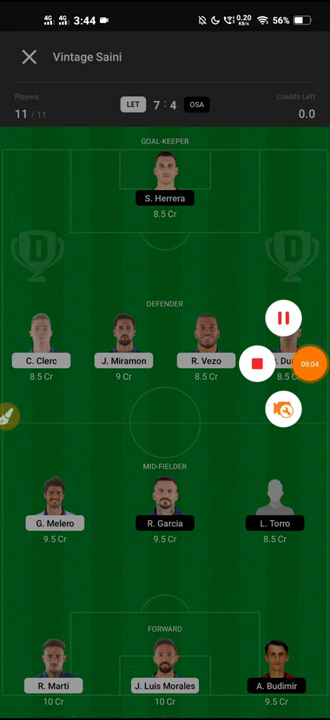 4G 4G 3:44 0.20 KB/s 56%
Vintage Saini
Players Credits Left
11 / 11 LET 7 : 4 OSA 0.0
GOAL-KEEPER
S. Herrera
8.5 Cr
DEFENDER
C. Clerc J. Miramon R. Vezo
8.5 Cr 9 Cr 8.5 Cr 8.5
09:04
MID-FIELDER
G. Melero R. Garcia L. Torro
9.5 Cr 9.5 Cr 8.5 Cr
FORWARD
R. Marti J. Luis Morales A. Budimir
10 Cr 10 Cr 9.5 Cr